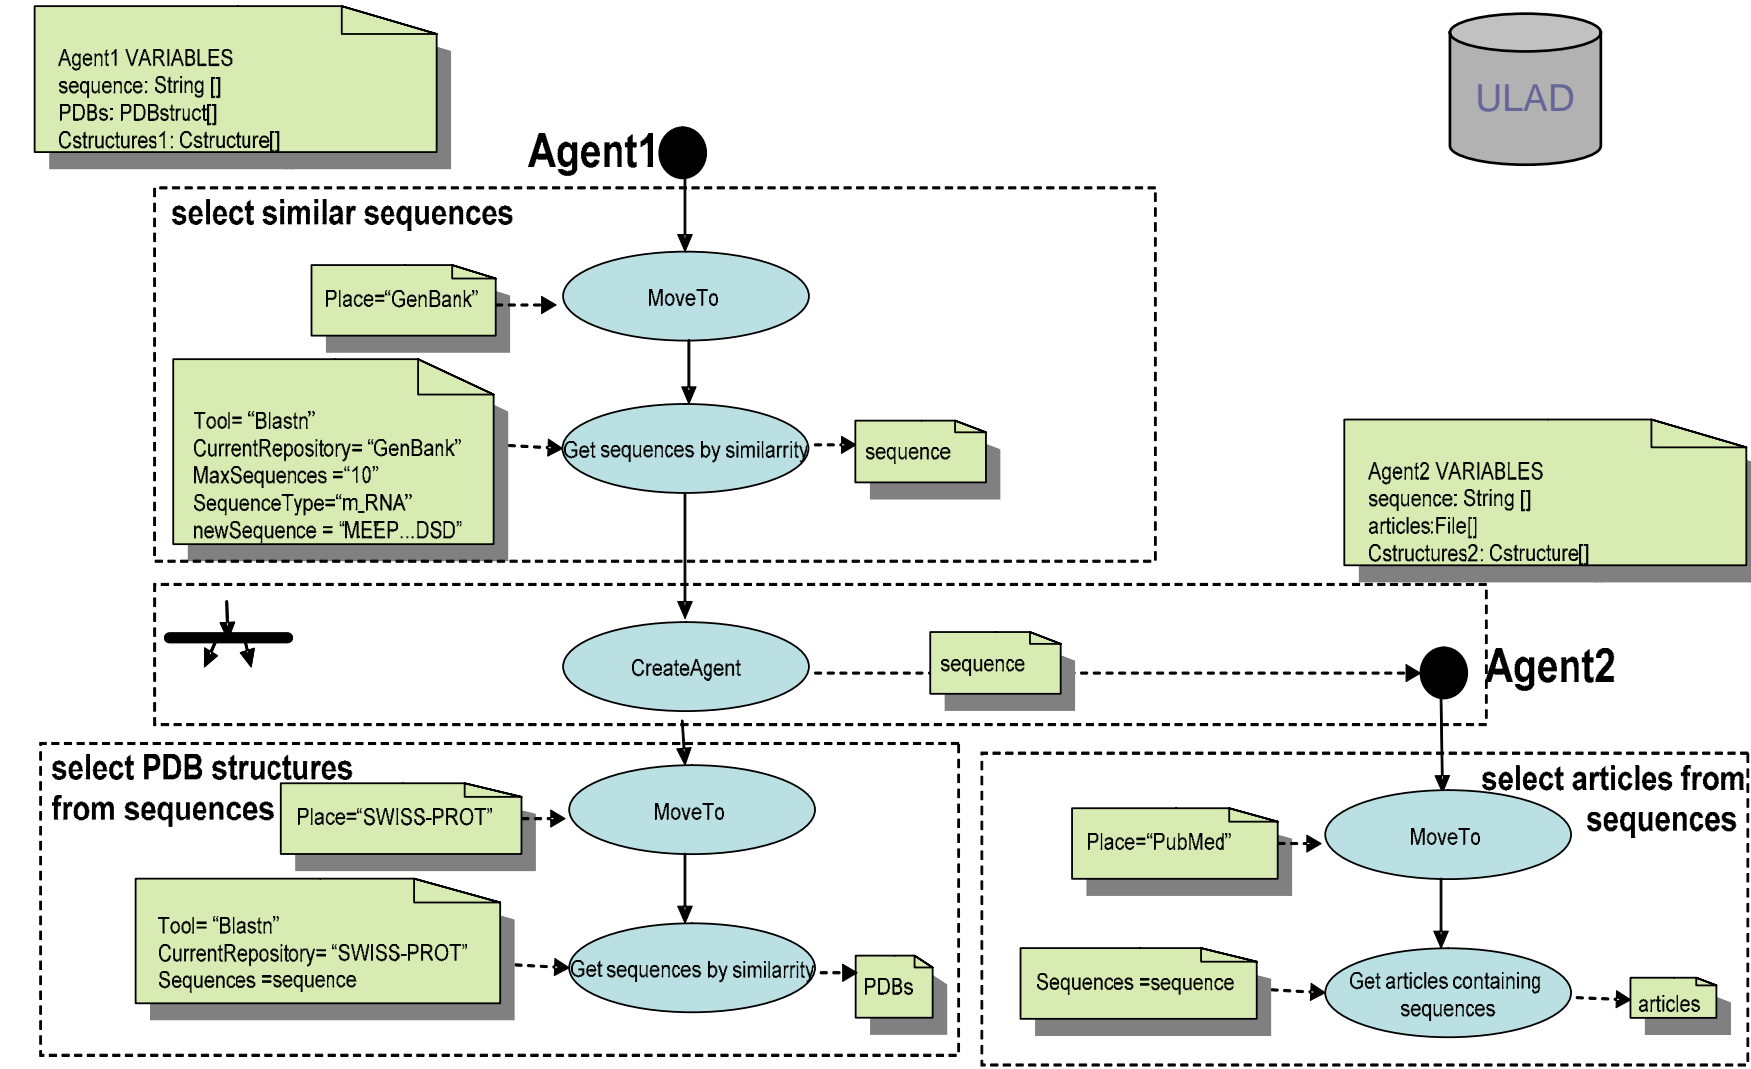 Agent1 VARIABLES
sequence: String []
PDBs: PDBstruct[]
Cstructures1: Cstructure[]
ULAD
Agent1
select similar sequences
Place=“GenBank”
MoveTo
Tool= “Blastn”
CurrentRepository= “GenBank”
MaxSequences =“10”
SequenceType=“m_RNA”
newSequence = “MEEP...DSD”
Get sequences by similarrity
sequence
Agent2 VARIABLES
sequence: String []
articles:File[]
Cstructures2: Cstructure[]
CreateAgent
sequence
Agent2
select PDB structures
from sequences
Place=“SWISS-PROT”
MoveTo
Tool= “Blastn”
CurrentRepository= “SWISS-PROT”
Sequences =sequence
Get sequences by similarrity
PDBs
select articles from
sequences
Place=“PubMed”
MoveTo
Sequences =sequence
Get articles containing
sequences
articles